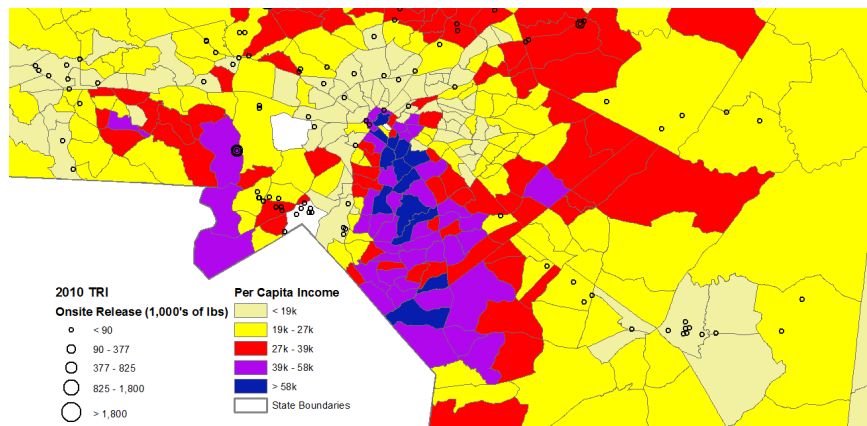 2010 TRI
Onsite Release (1,000's of lbs)
< 90
90 - 377
377 - 825
825 - 1,800
> 1,800
Per Capita Income
< 19k
19k - 27k
27k - 39k
39k - 58k
> 58k
State Boundaries